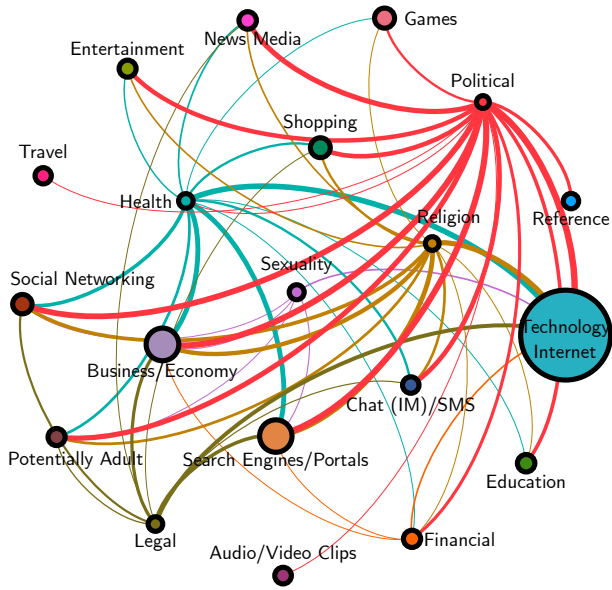 Games
News Media
Entertainment
Political
Shopping
Travel
Health
Religion
Reference
Sexuality
Social Networking
Technology
Internet
Business/Economy
Chat (IM)/SMS
Potentially Adult
Search Engines/Portals
Education
Legal
Financial
Audio/Video Clips